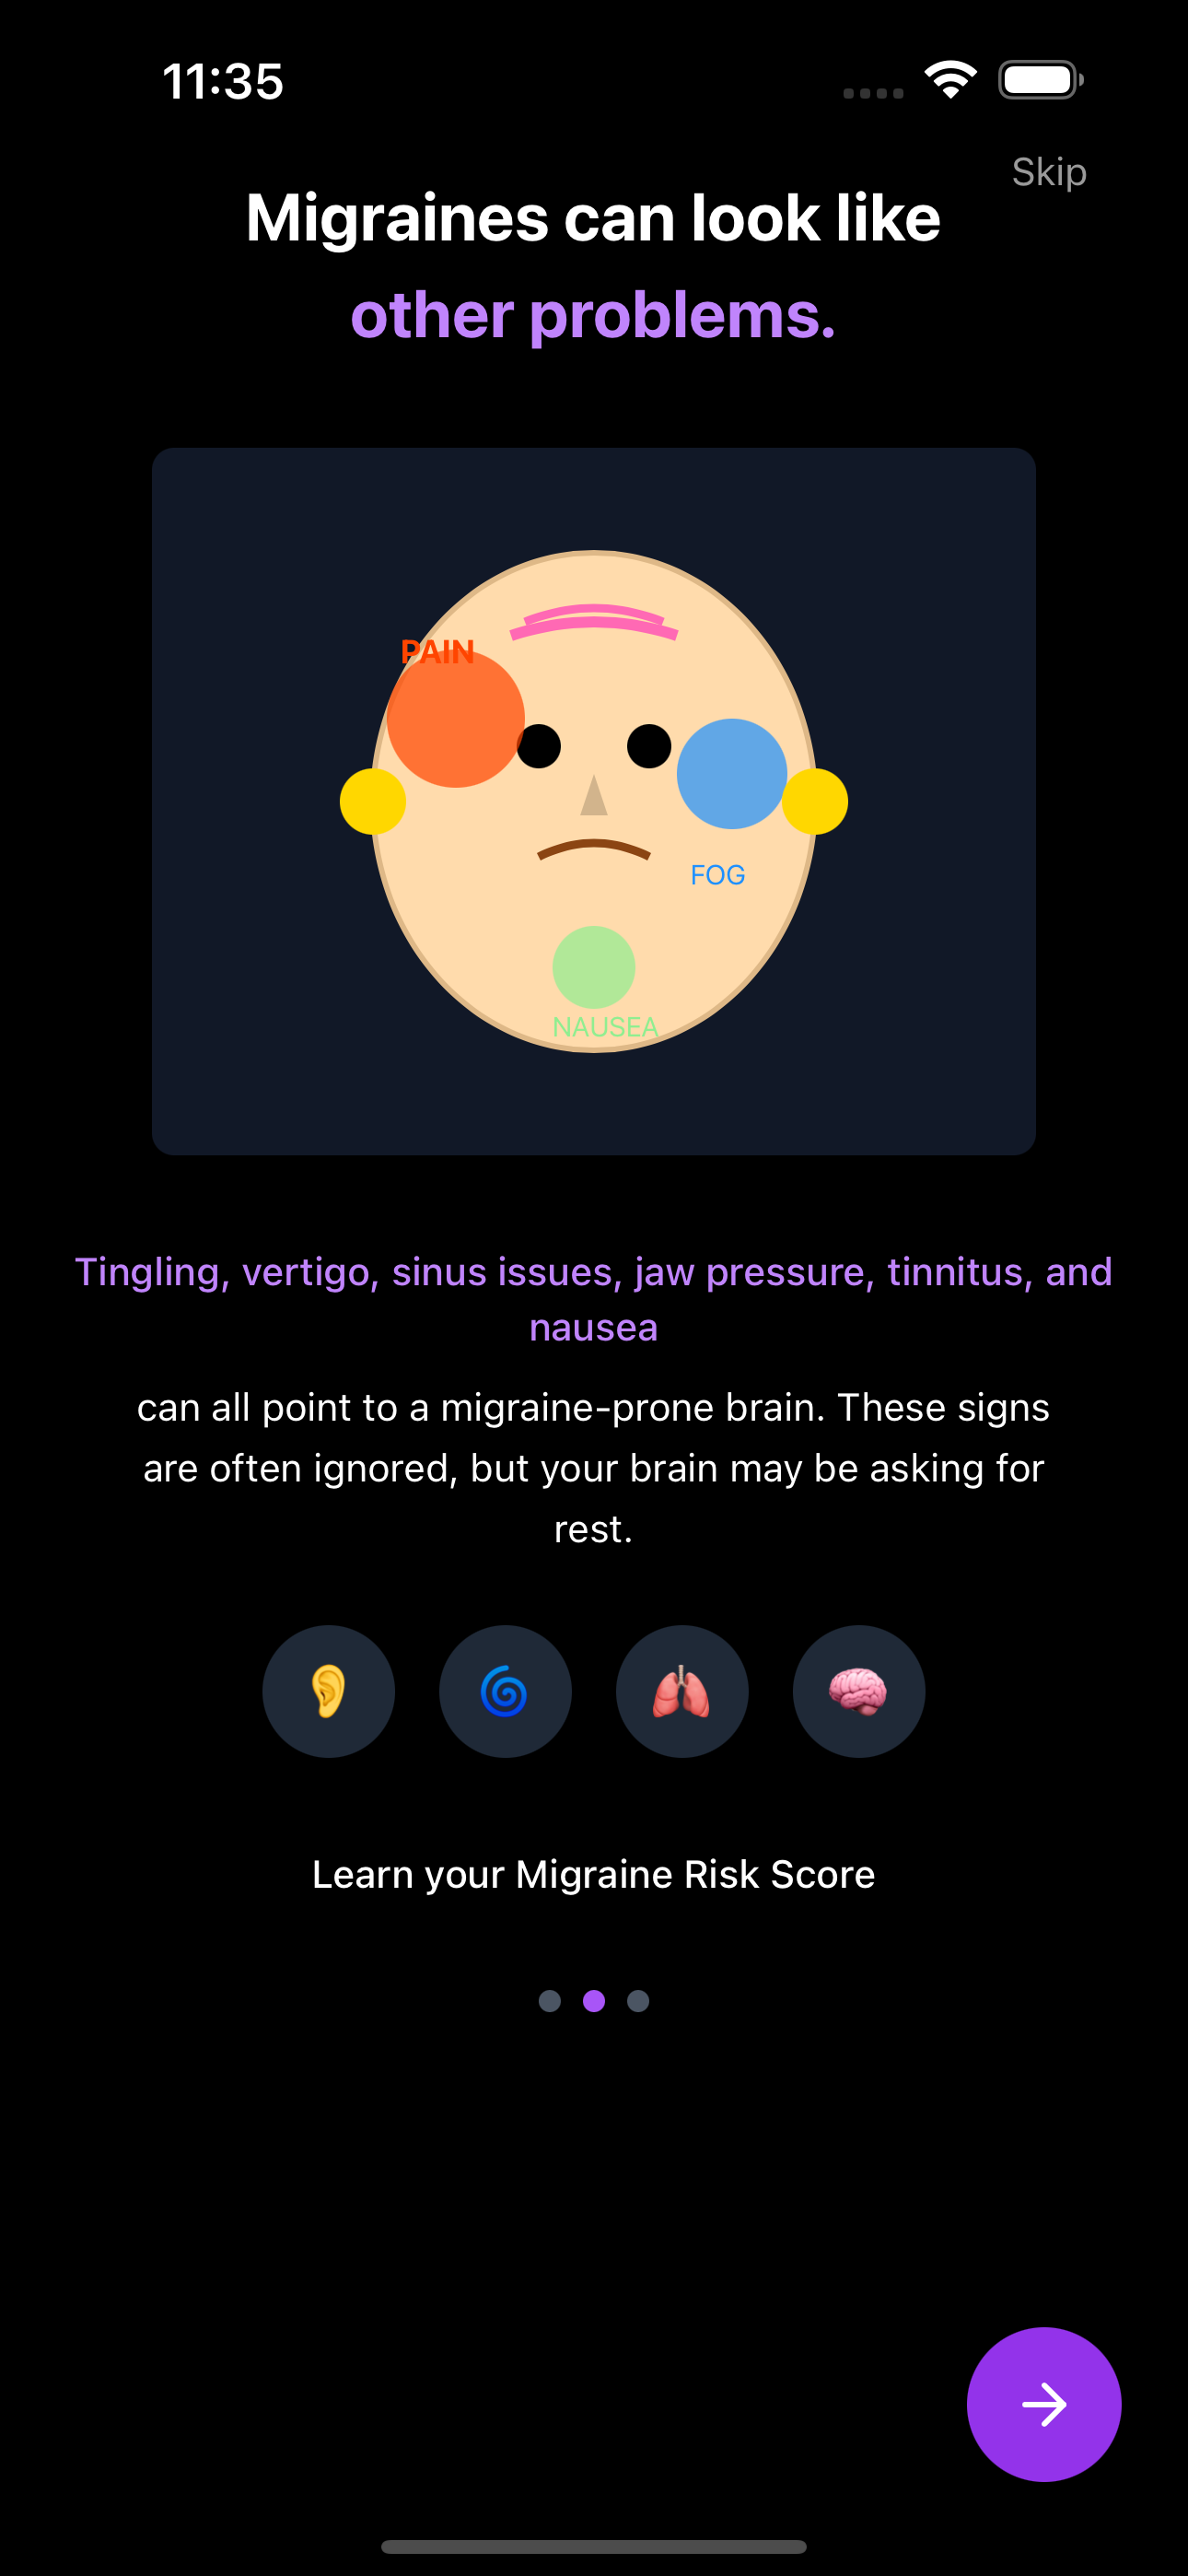 11:35
Skip
Migraines can look like
other problems.
PAIN
FOG
NAUSEA
Tingling, vertigo, sinus issues, jaw pressure, tinnitus, and
nausea
can all point to a migraine-prone brain. These signs
are often ignored, but your brain may be asking for
rest.
Learn your Migraine Risk Score